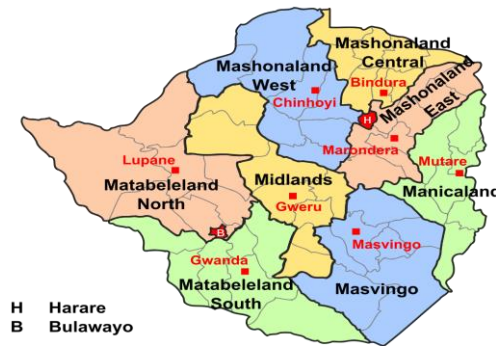 Mashonaland
Central
Bindura
Mashonaland
West
Chinhoyi
Mashonaland
East
H
Marondera
Lupane
Matabeleland
North
Midlands
Gweru
Mutare
Manicaland
B
Masvingo
Gwanda
Matabeleland
South
Masvingo
H Harare
B Bulawayo